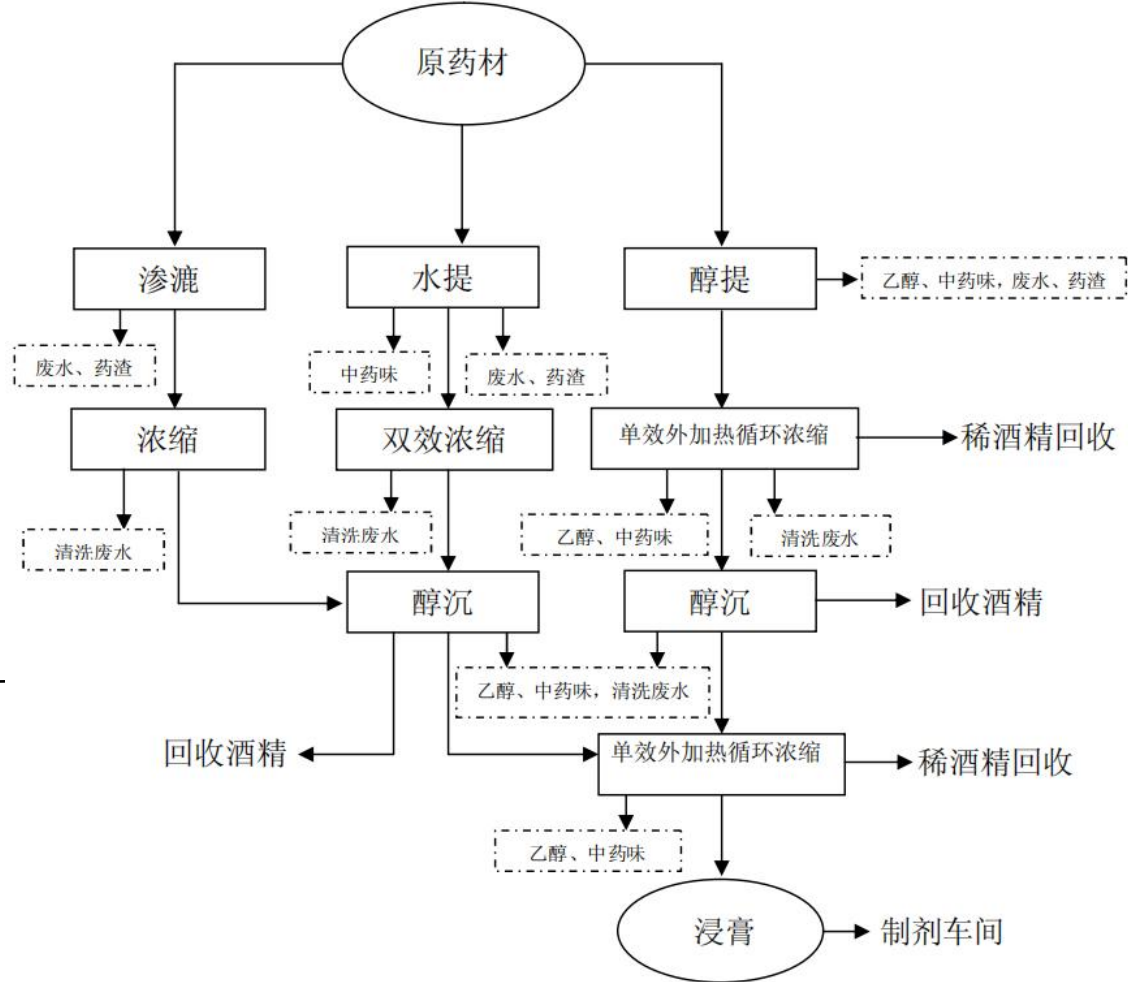 原药材
渗漉
水提
醇提
乙醇、中药味，废水、药渣
废水、药渣
中药味
废水、药渣
浓缩
双效浓缩
单效外加热循环浓缩
稀酒精回收
清洗废水
清洗废水
乙醇、中药味
清洗废水
醇沉
醇沉
回收酒精
乙醇、中药味，清洗废水
回收酒精
单效外加热循环浓缩
稀酒精回收
乙醇、中药味
浸膏
制剂车间